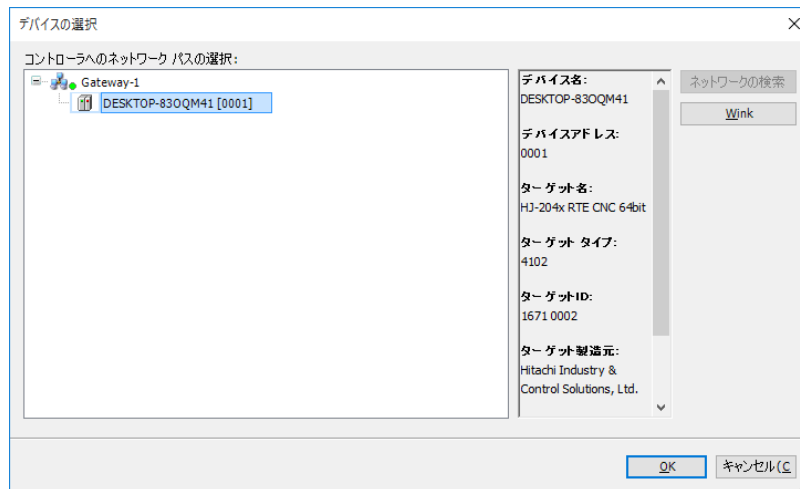 デバイスの選択
コントローラへのネットワーク パスの選択:
Gateway-1
DESKTOP-83OQM41 [0001]
デバイス名:
DESKTOP-83OQM41
デバイスアドレス:
0001
ターゲット名:
HJ-204x RTE CNC 64bit
ターゲット タイプ:
4102
ターゲットID:
1671 0002
ターゲット製造元:
Hitachi Industry &
Control Solutions, Ltd.
ネットワークの検索
Wink
OK
キャンセル(C